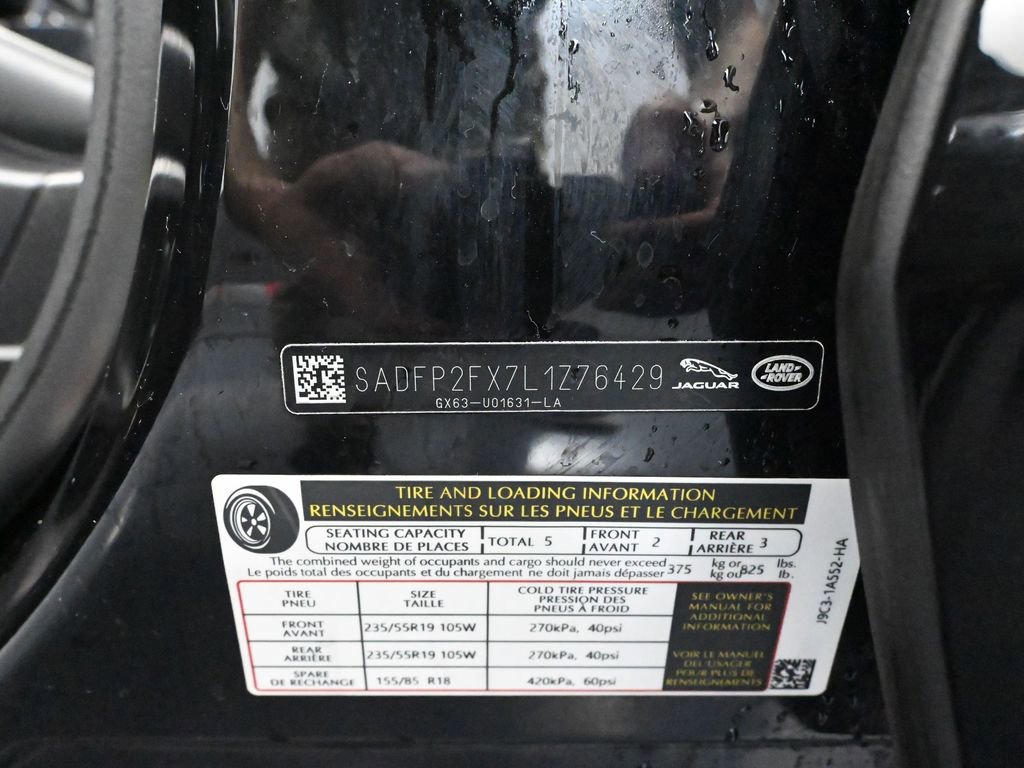 SADFP2FX7L1Z76429
GX63-U01631-LA
JAGUAR
LAND
ROVER
TIRE AND LOADING INFORMATION
RENSEIGNEMENTS SUR LES PNEUS ET LE CHARGEMENT
SEATING CAPACITY
NOMBRE DE PLACES
TOTAL 5
FRONT
AVANT 2
REAR
ARRIÈRE 3
The combined weight of occupants and cargo should never exceed
Le poids total des occupants et du chargement ne doit jamais dépasser
375
kg or
kg ou
825
lbs.
lb.
TIRE
PNEU
SIZE
TAILLE
COLD TIRE PRESSURE
PRESSION DES
PNEUS À FROID
FRONT
AVANT
235/55R19 105W
270kPa, 40psi
REAR
ARRIÈRE
235/55R19 105W
270kPa, 40psi
SPARE
DE RECHANGE
155/85 R18
420kPa, 60psi
SEE OWNER'S
MANUAL FOR
ADDITIONAL
INFORMATION
VOIR LE MANUEL
DE L'USAGER
POUR PLUS DE
RENSEIGNEMENTS
J9C3-1A552-HA